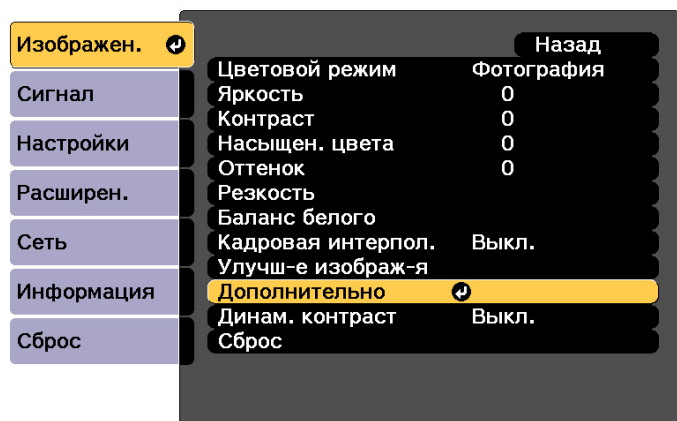 Изображен.
Сигнал
Настройки
Расширен.
Сеть
Информация
Сброс
Назад
Цветовой режим Фотография
Яркость 0
Контраст 0
Насыщен. цвета 0
Оттенок 0
Резкость
Баланс белого
Кадровая интерпол. Выкл.
Улучш-е изображ-я
Дополнительно
Динам. контраст Выкл.
Сброс